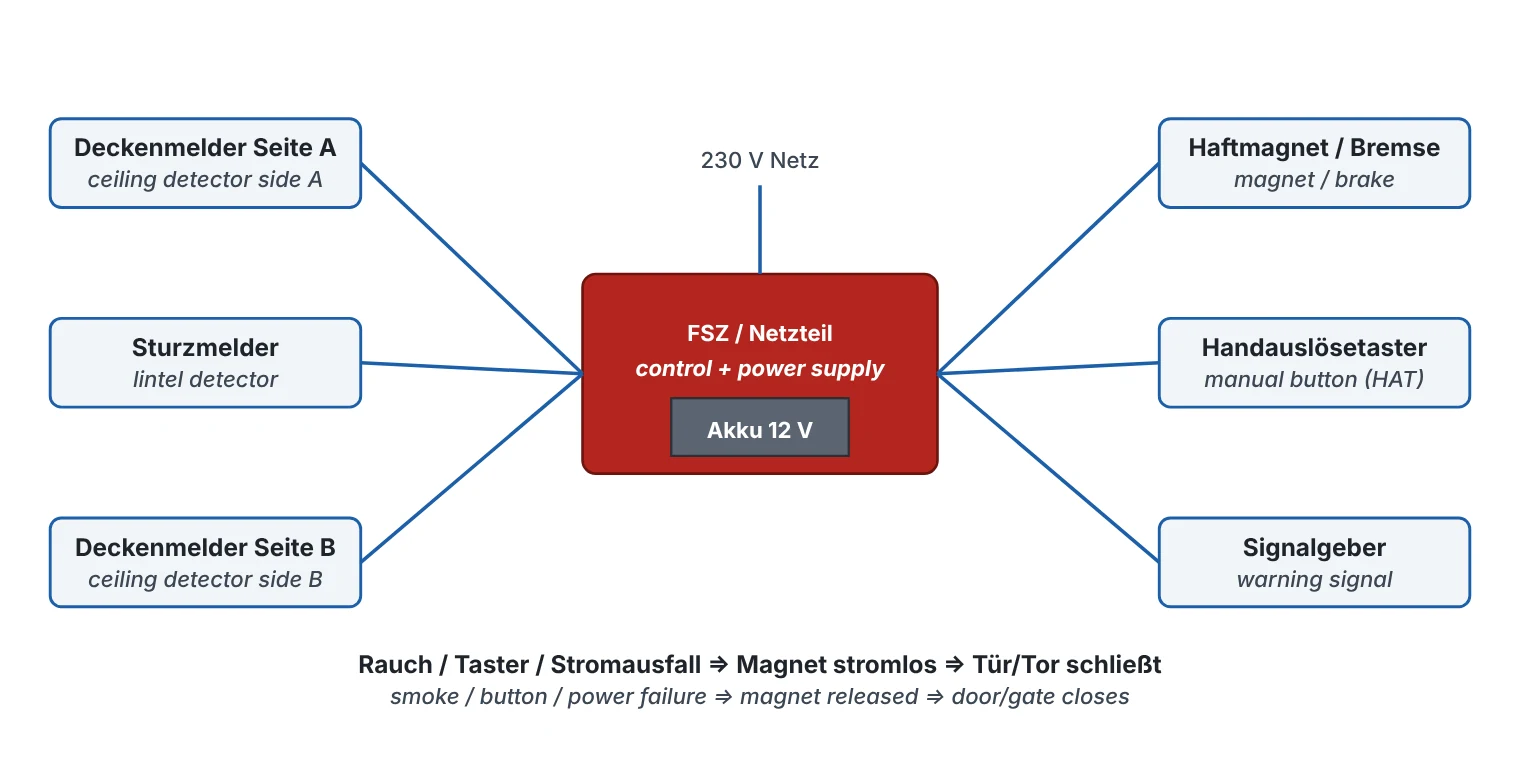 Deckenmelder Seite A
ceiling detector side A
Sturzmelder
lintel detector
Deckenmelder Seite B
ceiling detector side B
230 V Netz
FSZ / Netzteil
control + power supply
Akku 12 V
Haftmagnet / Bremse
magnet / brake
Handauslösetaster
manual button (HAT)
Signalgeber
warning signal
Rauch / Taster / Stromausfall ⇒ Magnet stromlos ⇒ Tür/Tor schließt
smoke / button / power failure ⇒ magnet released ⇒ door/gate closes